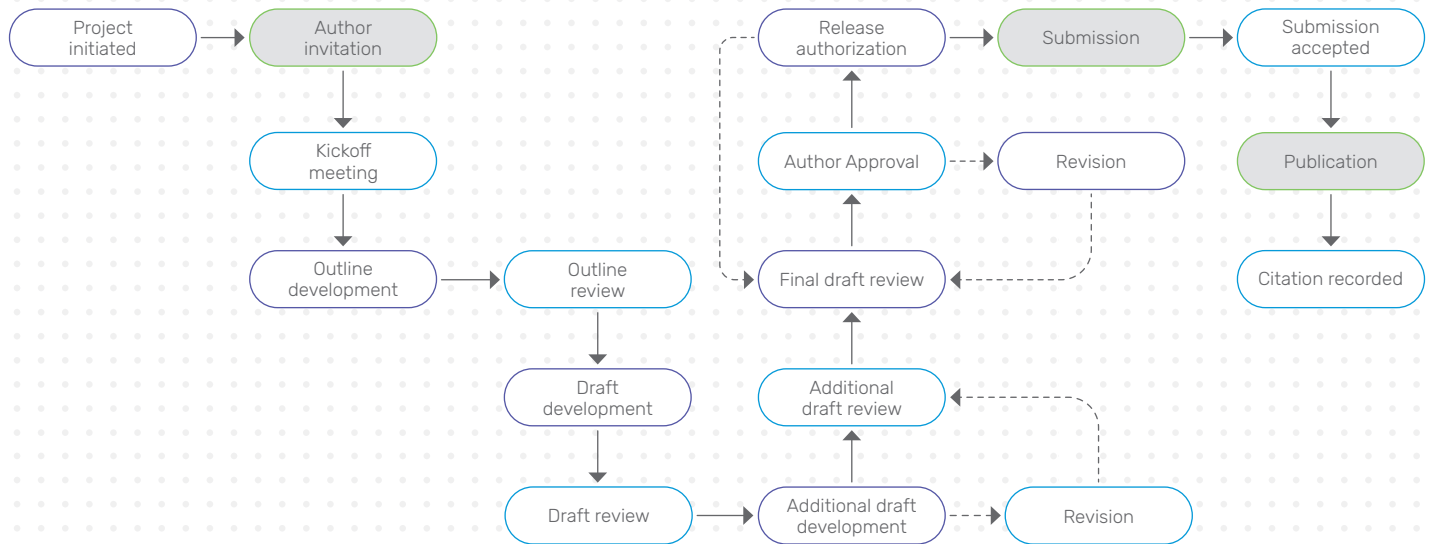 Project
initiated
Author
invitation
Kickoff
meeting
Outline
development
Outline
review
Draft
development
Draft review
Additional draft
development
Revision
Additional
draft review
Final draft review
Author Approval
Revision
Release
authorization
Submission
Submission
accepted
Publication
Citation recorded